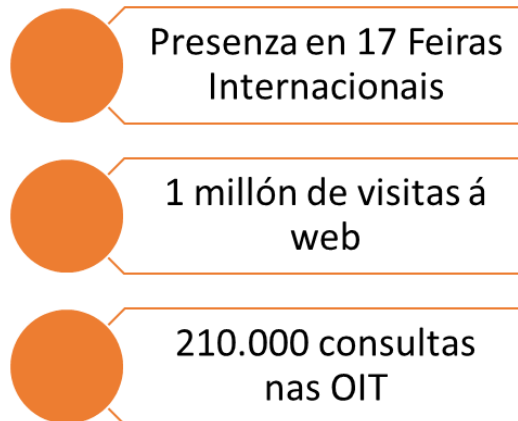 Presenza en 17 Feiras
Internacionais
1 millón de visitas á
web
210.000 consultas
nas OIT